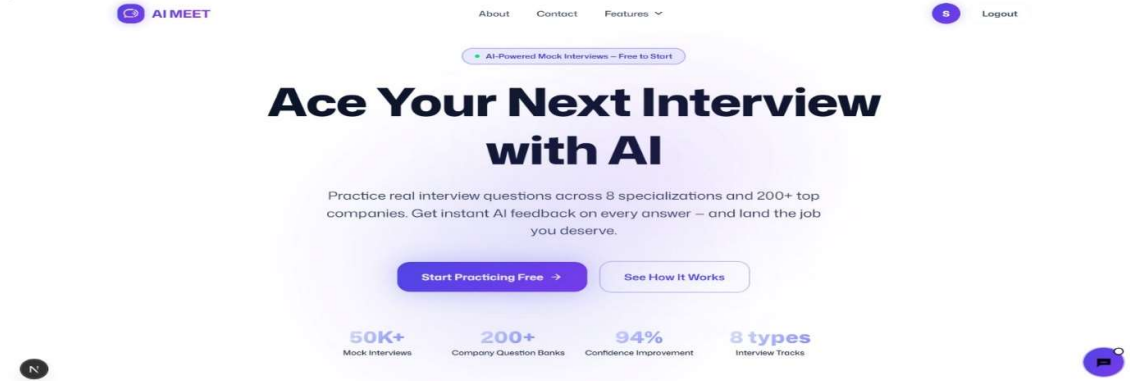 AI MEET
About Contact Features
S Logout
AI-Powered Mock Interviews – Free to Start
Ace Your Next Interview
with AI
Practice real interview questions across 8 specializations and 200+ top
companies. Get instant AI feedback on every answer — and land the job
you deserve.
Start Practicing Free →
See How It Works
50K+ 200+ 94% 8 types
Mock Interviews Company Question Banks Confidence Improvement Interview Tracks
N